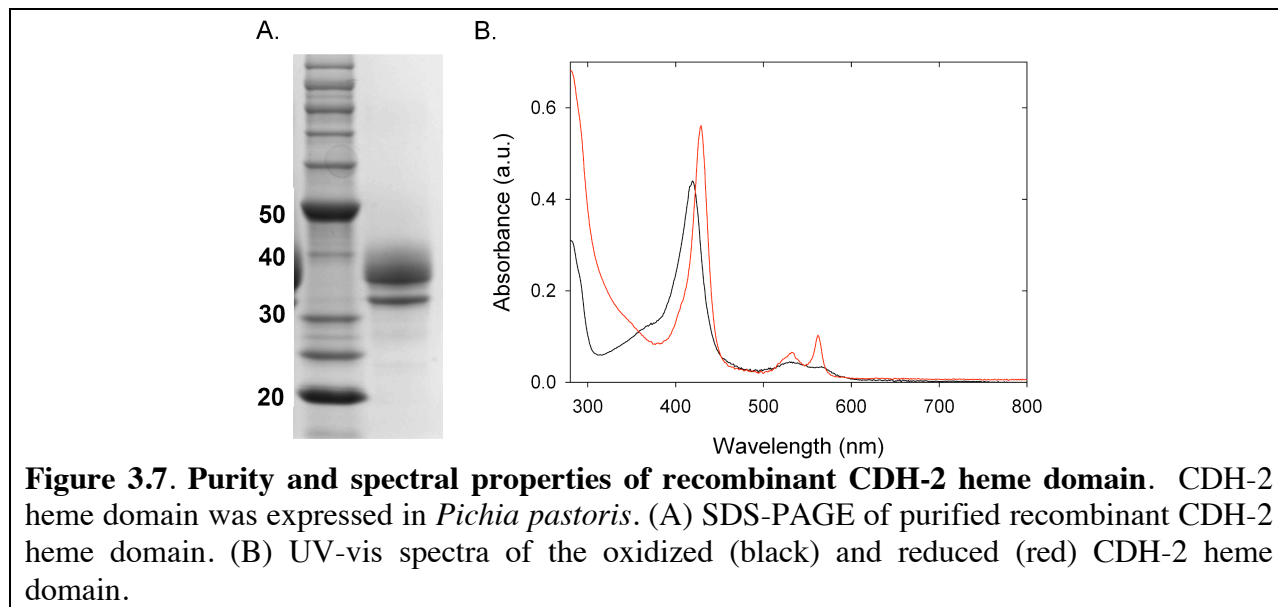 A.
B.
50
40
30
20
0.6
0.4
0.2
0.0
Absorbance (a.u.)
300 400 500 600 700 800
Wavelength (nm)
Figure 3.7. Purity and spectral properties of recombinant CDH-2 heme domain. CDH-2
heme domain was expressed in Pichia pastoris. (A) SDS-PAGE of purified recombinant CDH-2
heme domain. (B) UV-vis spectra of the oxidized (black) and reduced (red) CDH-2 heme
domain.